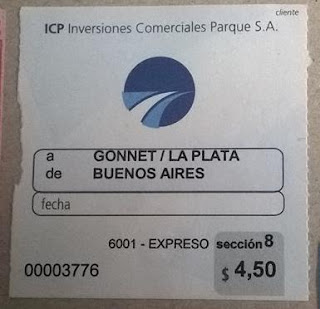 cliente
ICP Inversiones Comerciales Parque S.A.
a GONNET / LA PLATA
de BUENOS AIRES
fecha
6001 - EXPRESO sección 8
00003776 $ 4,50